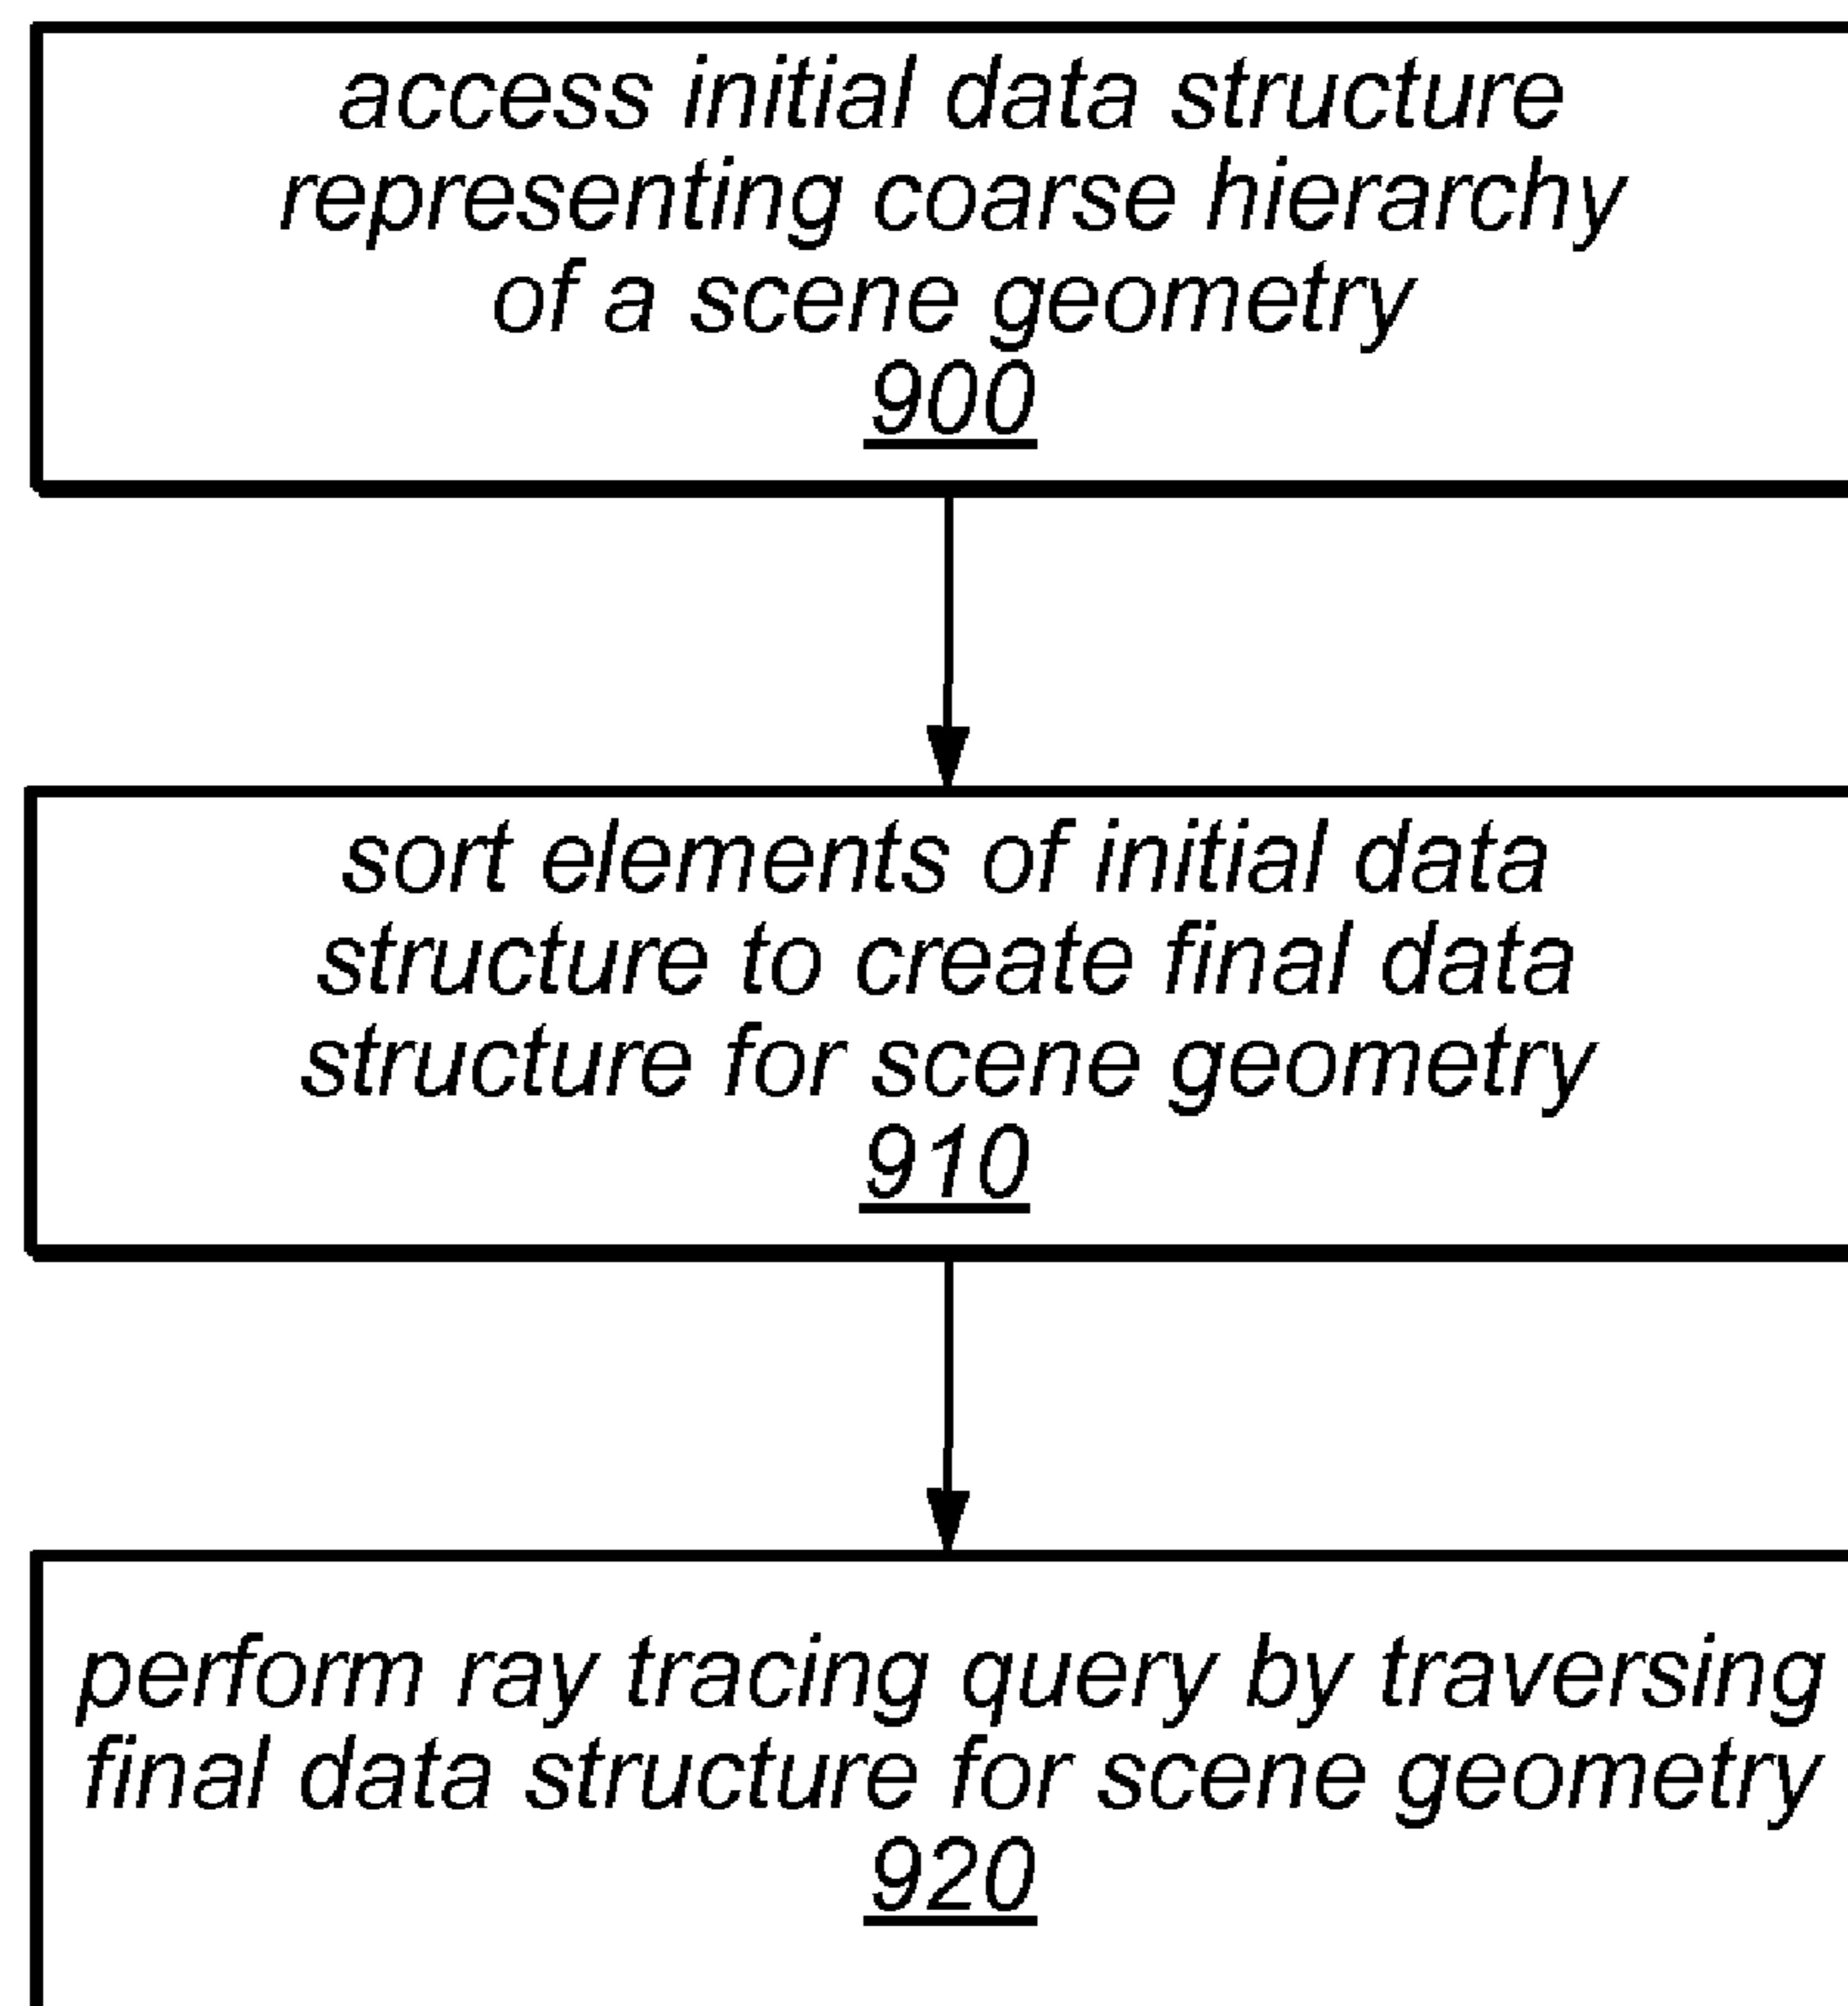 access initial data structure
representing coarse hierarchy
of a scene geometry
900
sort elements of initial data
structure to create final data
structure for scene geometry
910
perform ray tracing query by traversing
final data structure for scene geometry
920